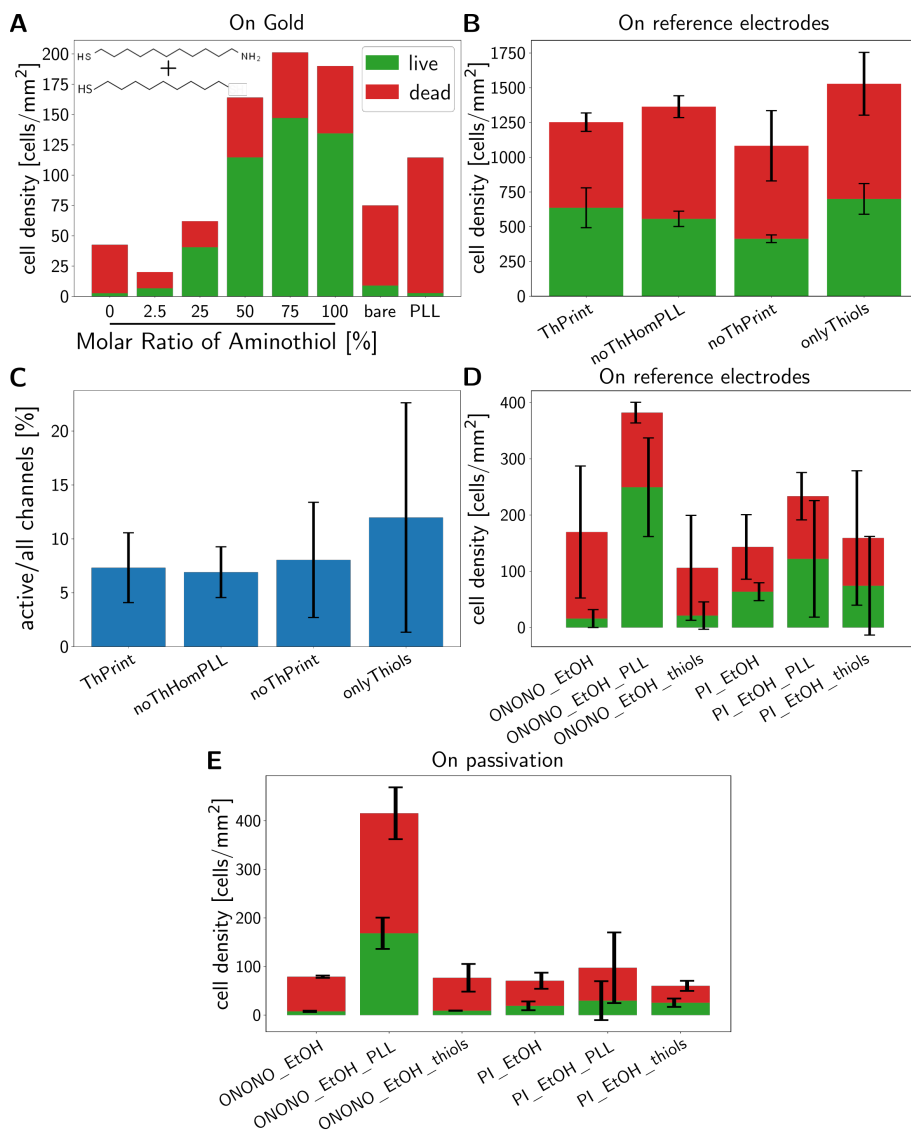 A
On Gold
HS
NH2
+
HS
live
dead
cell density [cells/mm2]
200
175
150
125
100
75
50
25
0
0 2.5 25 50 75 100 bare PLL
Molar Ratio of Aminothiol [%]
B
On reference electrodes
cell density [cells/mm2]
1750
1500
1250
1000
750
500
250
0
ThPrint
noThHomPLL
noThPrint
onlyThiols
C
active/all channels [%]
20
15
10
5
0
ThPrint
noThHomPLL
noThPrint
onlyThiols
D
On reference electrodes
cell density [cells/mm2]
400
300
200
100
0
ONONO_EtOH
ONONO_EtOH_PLL
ONONO_EtOH_thiols
PI_EtOH
PI_EtOH_PLL
PI_EtOH_thiols
E
On passivation
cell density [cells/mm2]
400
300
200
100
0
ONONO_EtOH
ONONO_EtOH_PLL
ONONO_EtOH_thiols
PI_EtOH
PI_EtOH_PLL
PI_EtOH_thiols